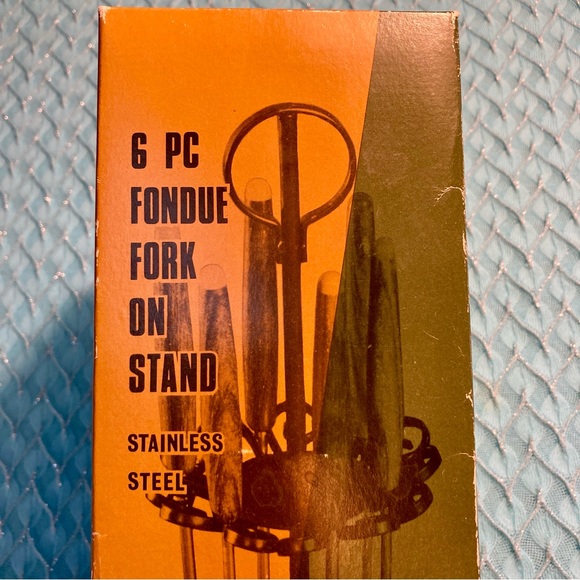 6 PC
FONDUE
FORK
ON
STAND
STAINLESS
STEEL